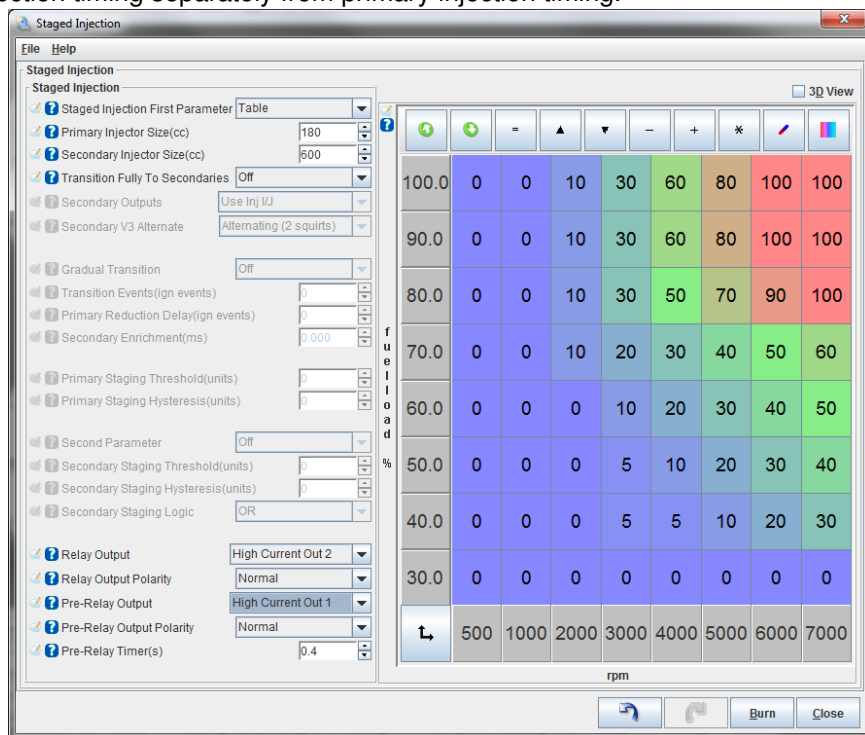 ction timing separately from primary injection timing.
Staged Injection
File Help
Staged Injection
Staged Injection
3D View
Staged Injection First Parameter Table
Primary Injector Size(cc) 180
Secondary Injector Size(cc) 600
Transition Fully To Secondaries Off
Secondary Outputs Use Inj I/J
Secondary V3 Alternate Alternating (2 squirts)
Gradual Transition Off
Transition Events(ign events) 0
Primary Reduction Delay(ign events) 0
Secondary Enrichment(ms) 0.000
Primary Staging Threshold(units) 0
Primary Staging Hysteresis(units) 0
Second Parameter Off
Secondary Staging Threshold(units) 0
Secondary Staging Hysteresis(units) 0
Secondary Staging Logic OR
Relay Output High Current Out 2
Relay Output Polarity Normal
Pre-Relay Output High Current Out 1
Pre-Relay Output Polarity Normal
Pre-Relay Timer(s) 0.4
fuelload %
= - + *
100.0 0 0 10 30 60 80 100 100
90.0 0 0 10 30 60 80 100 100
80.0 0 0 10 30 50 70 90 100
70.0 0 0 10 20 30 40 50 60
60.0 0 0 0 10 20 30 40 50
50.0 0 0 0 5 10 20 30 40
40.0 0 0 0 5 5 10 20 30
30.0 0 0 0 0 0 0 0 0
500 1000 2000 3000 4000 5000 6000 7000
rpm
Burn Close